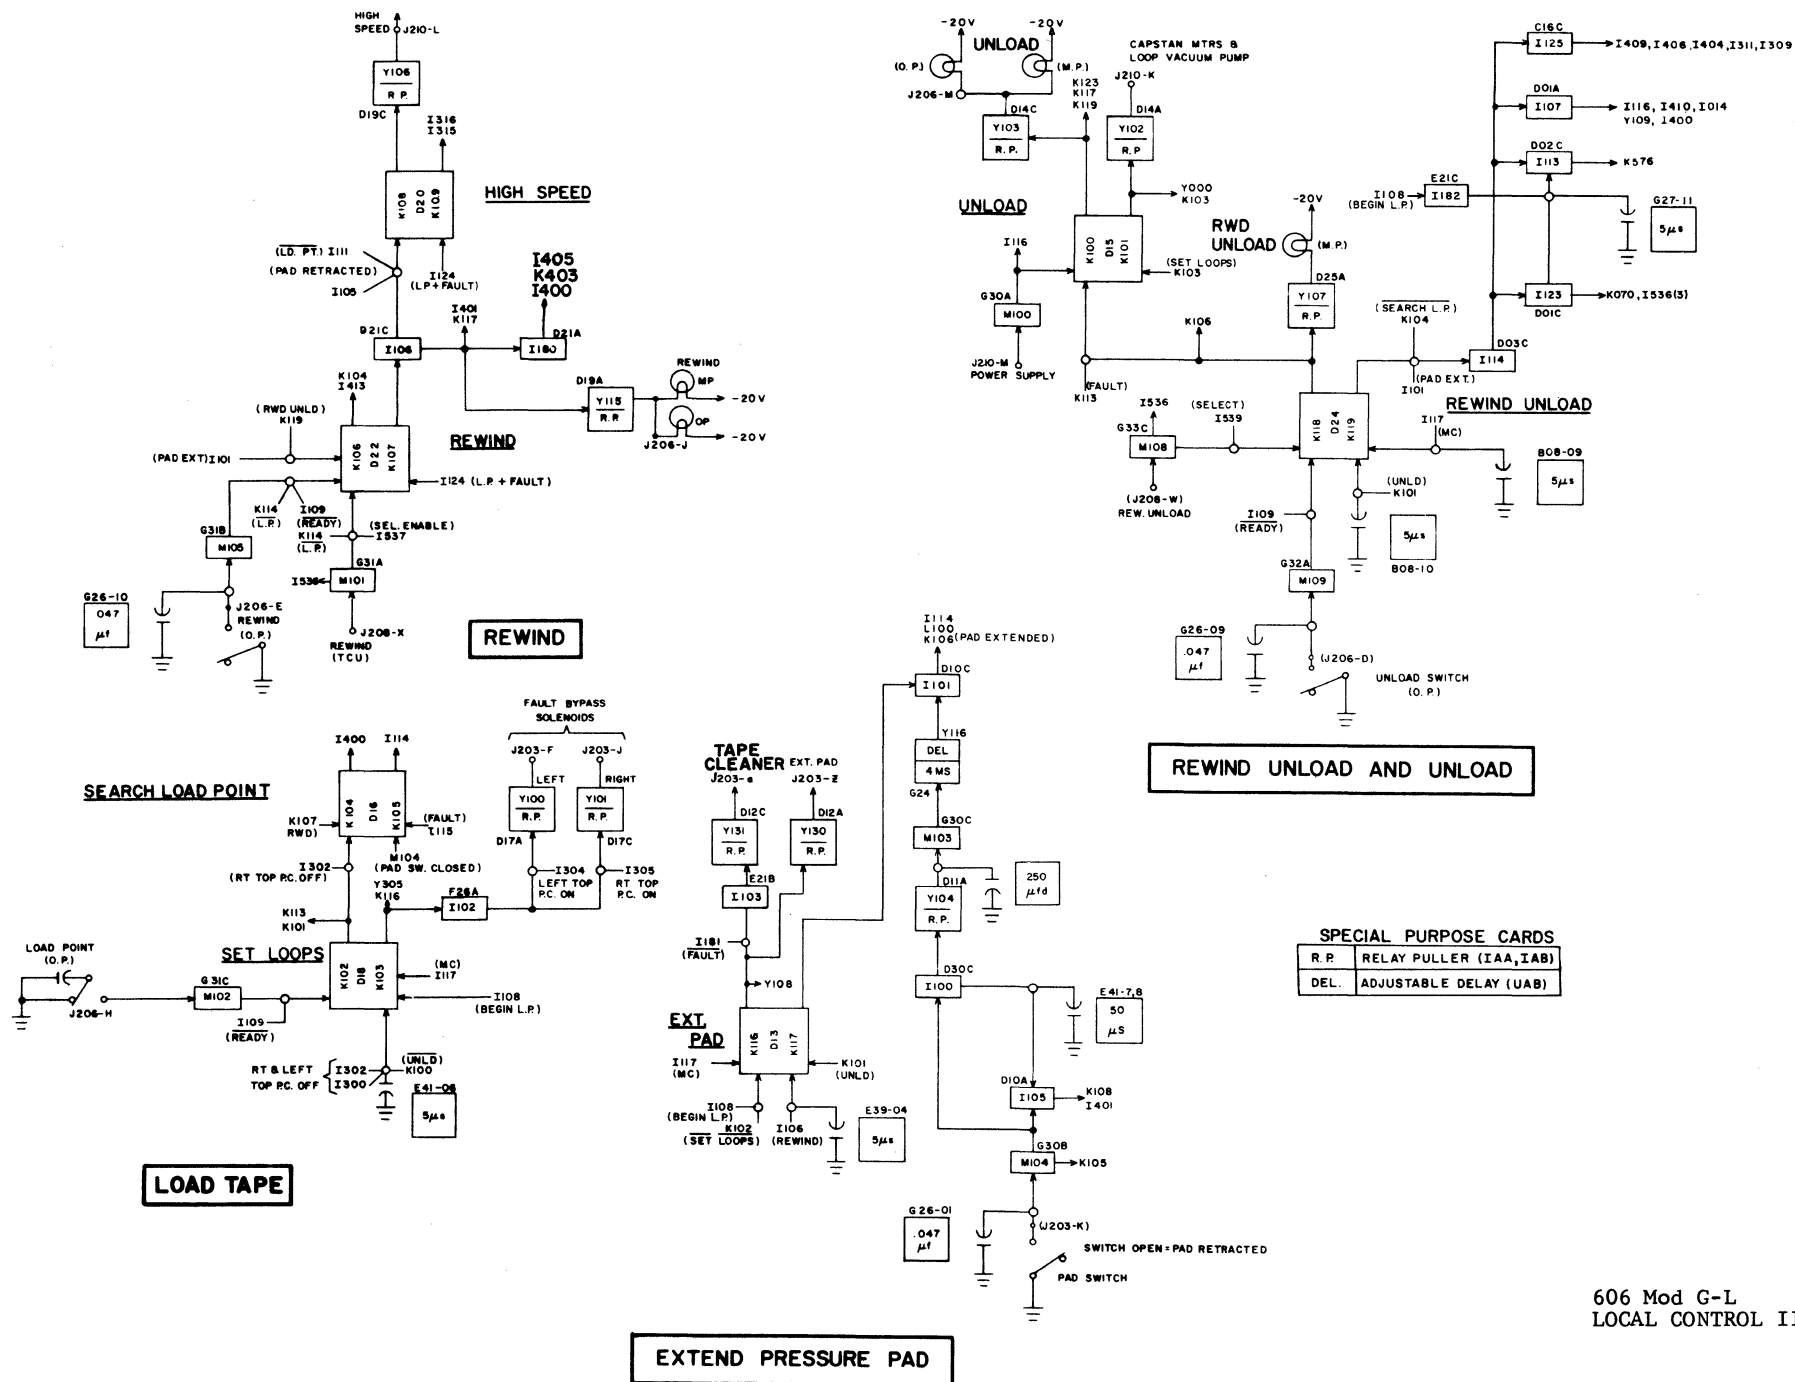 HIGH
SPEED
J210-L
Y106
R.P.
D19C
I316
I315
K108
D20
K109
HIGH SPEED
(LD. PT.) I111
(PAD RETRACTED)
I105
I124
(LP+FAULT)
I405
K403
I400
I401
K117
D21C
I106
D21A
I180
K104
I413
D19A
Y115
R.P.
REWIND
MP
-20V
OP
-20V
J206-J
(RWD UNLD)
K119
REWIND
(PAD EXT) I101
K106
D22
K107
I124 (L.P. + FAULT)
K114
(L.P.)
I109
(READY)
(SEL. ENABLE)
K114
(L.P.)
I537
G31B
M105
G31A
I536
M101
G26-10
.047
µf
J206-E
REWIND
(O.P.)
J208-X
REWIND
(TCU)
REWIND
-20V
-20V
UNLOAD
(O.P.)
(M.P.)
J206-M
CAPSTAN MTRS &
LOOP VACUUM PUMP
K123
K117
K119
J210-K
D14C
D14A
Y103
R.P.
Y102
R.P
Y000
K103
UNLOAD
I116
K100
D15
K101
(SET LOOPS)
K103
G30A
M100
J210-M
POWER SUPPLY
(FAULT)
K113
K106
RWD
UNLOAD
-20V
(M.P.)
D25A
Y107
R.P.
C16C
I125
I409, I406, I404, I311, I309
D01A
I107
I116, I410, I014
Y109, I400
D02C
I113
K576
I108
(BEGIN L.P.)
E21C
I182
G27-11
5µs
I123
D01C
K070, I536(3)
(SEARCH L.P.)
K104
D03C
I114
(PAD EXT.)
I101
REWIND UNLOAD
I536
(SELECT)
I539
G33C
M108
K118
D24
K119
I117
(MC)
B08-09
5µs
(J208-W)
REW. UNLOAD
(UNLD)
K101
I109
(READY)
5µs
B08-10
G32A
M109
G26-09
.047
µf
(J206-D)
UNLOAD SWITCH
(O.P.)
REWIND UNLOAD AND UNLOAD
I400
I114
SEARCH LOAD POINT
K107
RWD)
K104
D16
K105
(FAULT)
I115
M104
(PAD SW. CLOSED)
I302
(RT TOP P.C. OFF)
Y305
K116
F26A
I102
K113
K101
FAULT BYPASS
SOLENOIDS
J203-F
J203-J
LEFT
RIGHT
Y100
R.P.
Y101
R.P.
D17A
D17C
I304
LEFT TOP
P.C. ON
I305
RT TOP
P.C. ON
LOAD POINT
(O.P.)
SET LOOPS
J206-H
G31C
M102
K102
D18
K103
(MC)
I117
I108
(BEGIN L.P.)
I109
(READY)
RT & LEFT
TOP P.C. OFF
I302
I300
(UNLD)
K100
E41-06
5µs
LOAD TAPE
I114
L100
K106 (PAD EXTENDED)
D10C
I101
Y116
DEL
4MS
G24
G30C
M103
TAPE
CLEANER
J203-a
EXT. PAD
J203-Z
D12C
D12A
Y131
R.P.
Y130
R.P.
E21B
I103
I181
(FAULT)
Y108
EXT.
PAD
K116
D13
K117
I117
(MC)
K101
(UNLD)
I108
(BEGIN L.P.)
K102
(SET LOOPS)
I106
(REWIND)
E39-04
5µs
250
µfd
D11A
Y104
R.P.
D30C
I100
E41-7,8
50
µS
D10A
I105
K108
I401
G30B
M104
K105
G26-01
.047
µf
(J203-K)
SWITCH OPEN = PAD RETRACTED
PAD SWITCH
EXTEND PRESSURE PAD
SPECIAL PURPOSE CARDS
R.P. RELAY PULLER (IAA, IAB)
DEL. ADJUSTABLE DELAY (UAB)
606 Mod G-L
LOCAL CONTROL II